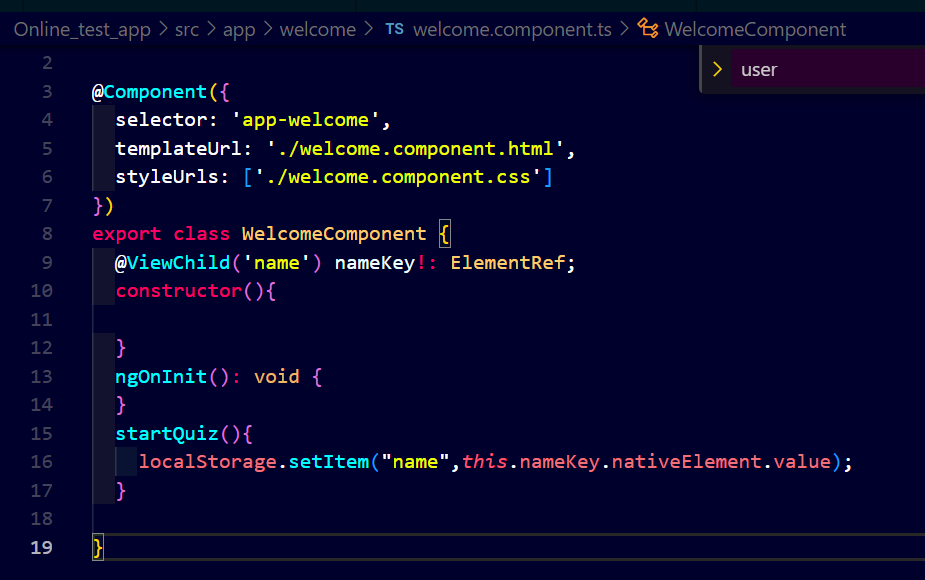 Online_test_app > src > app > welcome > TS welcome.component.ts > WelcomeComponent
> user
2
3 @Component({
4 selector: 'app-welcome',
5 templateUrl: './welcome.component.html',
6 styleUrls: ['./welcome.component.css']
7 })
8 export class WelcomeComponent {
9 @ViewChild('name') nameKey!: ElementRef;
10 constructor(){
11
12 }
13 ngOnInit(): void {
14 }
15 startQuiz(){
16 localStorage.setItem("name",this.nameKey.nativeElement.value);
17 }
18
19 }